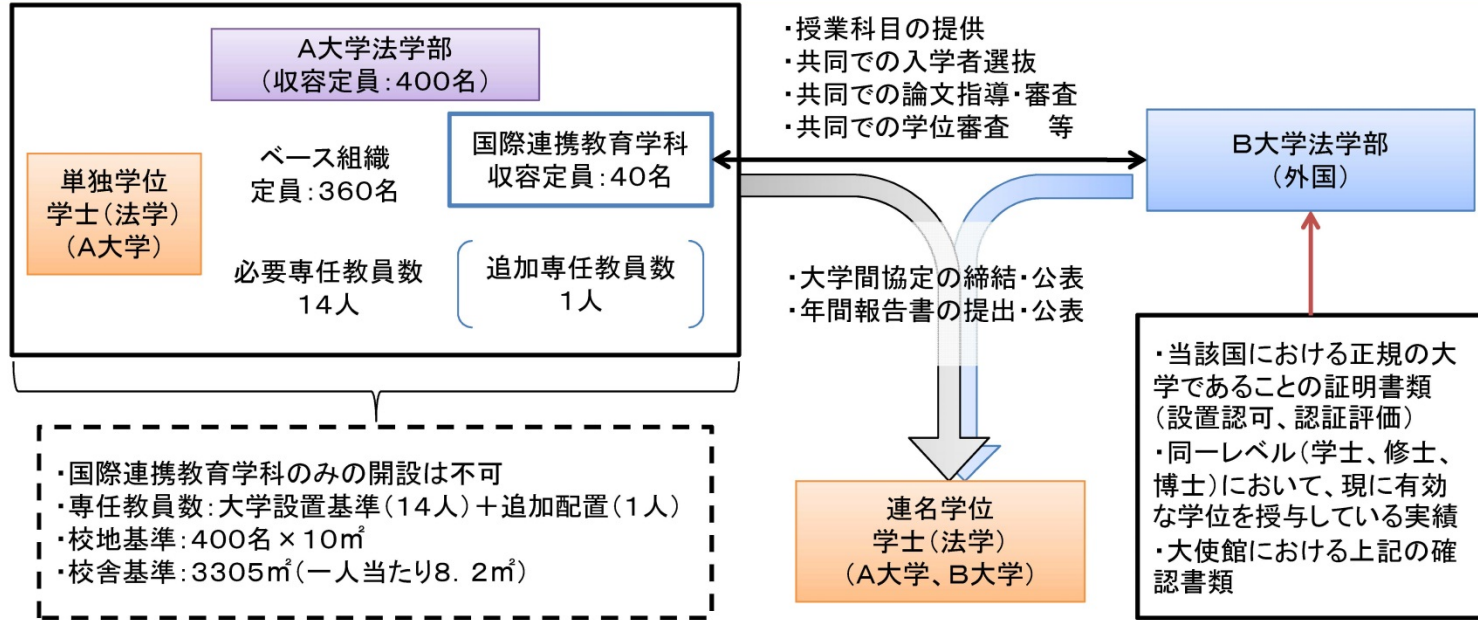 A大学法学部
(収容定員:400名)
単独学位
学士(法学)
(A大学)
ベース組織
定員:360名
国際連携教育学科
収容定員:40名
必要専任教員数
14人
追加専任教員数
1人
・授業科目の提供
・共同での入学者選抜
・共同での論文指導・審査
・共同での学位審査 等
B大学法学部
(外国)
・大学間協定の締結・公表
・年間報告書の提出・公表
・国際連携教育学科のみの開設は不可
・専任教員数:大学設置基準(14人)+追加配置(1人)
・校地基準:400名×10㎡
・校舎基準:3305㎡(一人当たり8.2㎡)
連名学位
学士(法学)
(A大学、B大学)
・当該国における正規の大
学であることの証明書類
(設置認可、認証評価)
・同一レベル(学士、修士、
博士)において、現に有効
な学位を授与している実績
・大使館における上記の確
認書類